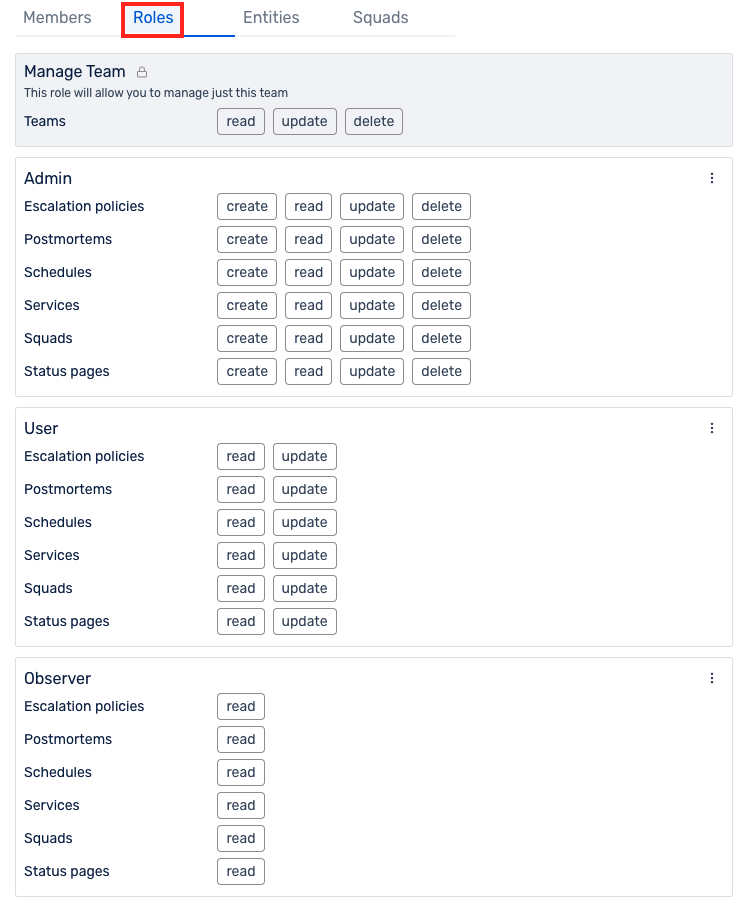 Members Roles Entities Squads
Manage Team
This role will allow you to manage just this team
Teams read update delete
Admin
Escalation policies create read update delete
Postmortems create read update delete
Schedules create read update delete
Services create read update delete
Squads create read update delete
Status pages create read update delete
User
Escalation policies read update
Postmortems read update
Schedules read update
Services read update
Squads read update
Status pages read update
Observer
Escalation policies read
Postmortems read
Schedules read
Services read
Squads read
Status pages read